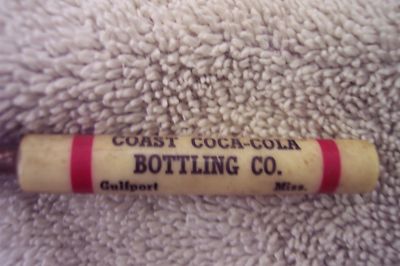 COAST COCA-COLA
BOTTLING CO.
Gulfport Miss.